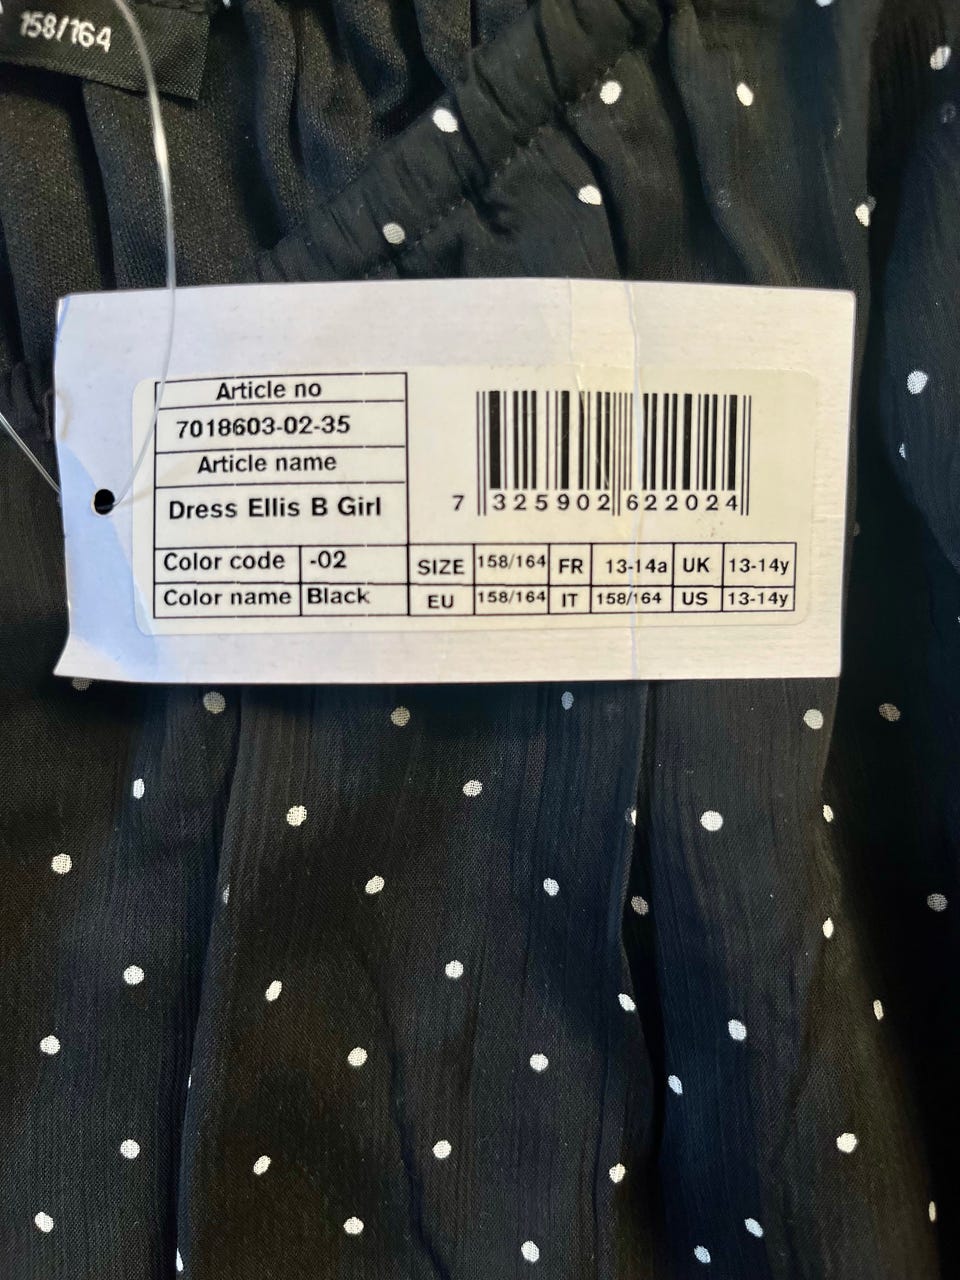 158/164
Article no
7018603-02-35
Article name
Dress Ellis B Girl
7 325902 622024
Color code -02
Color name Black
SIZE 158/164 FR 13-14a UK 13-14y
EU 158/164 IT 158/164 US 13-14y